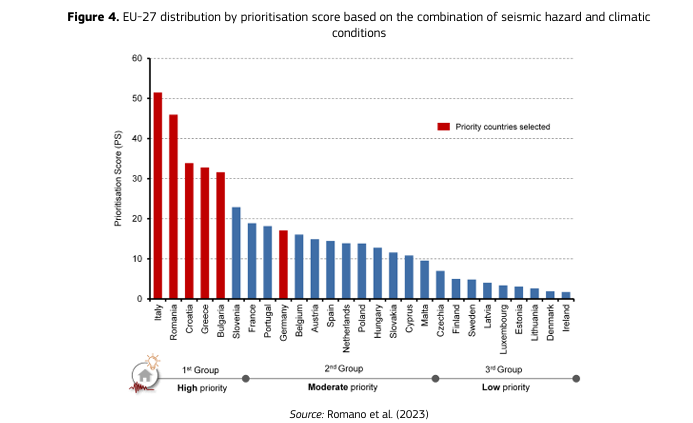 Figure 4. EU-27 distribution by prioritisation score based on the combination of seismic hazard and climatic
conditions
60
50
40
30
20
10
0
Prioritisation Score (PS)
Priority countries selected
Italy
Romania
Croatia
Greece
Bulgaria
Slovenia
France
Portugal
Germany
Belgium
Austria
Spain
Netherlands
Poland
Hungary
Slovakia
Cyprus
Malta
Czechia
Finland
Sweden
Latvia
Luxembourg
Estonia
Lithuania
Denmark
Ireland
1st Group
High priority
2nd Group
Moderate priority
3rd Group
Low priority
Source: Romano et al. (2023)